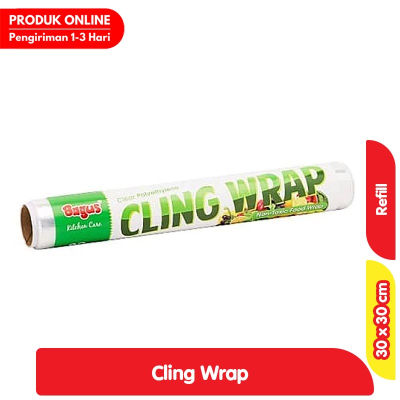 PRODUK ONLINE
Pengiriman 1-3 Hari
Clear Polyethylene
Bagus
Kitchen Care
CLING WRAP
Non-Toxic Food Wrap
Refill
30 x 30 cm
Cling Wrap